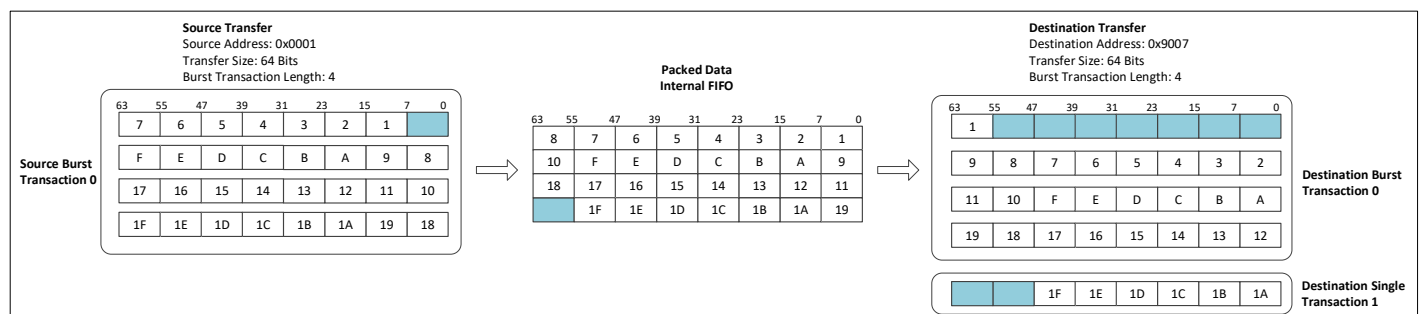 Source Transfer
Source Address: 0x0001
Transfer Size: 64 Bits
Burst Transaction Length: 4
63 55 47 39 31 23 15 7 0
7 6 5 4 3 2 1
F E D C B A 9 8
17 16 15 14 13 12 11 10
1F 1E 1D 1C 1B 1A 19 18
Source Burst
Transaction 0
Packed Data
Internal FIFO
63 55 47 39 31 23 15 7 0
8 7 6 5 4 3 2 1
10 F E D C B A 9
18 17 16 15 14 13 12 11
1F 1E 1D 1C 1B 1A 19
Destination Transfer
Destination Address: 0x9007
Transfer Size: 64 Bits
Burst Transaction Length: 4
63 55 47 39 31 23 15 7 0
1
9 8 7 6 5 4 3 2
11 10 F E D C B A
19 18 17 16 15 14 13 12
Destination Burst
Transaction 0
1F 1E 1D 1C 1B 1A
Destination Single
Transaction 1